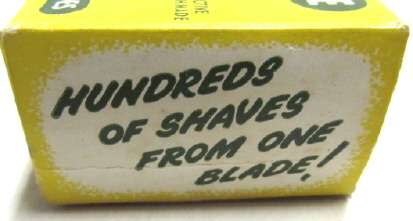 HUNDREDS
OF SHAVES
FROM ONE
BLADE!